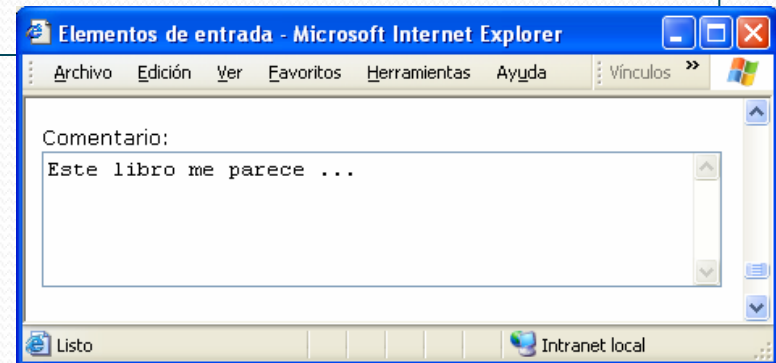 Elementos de entrada - Microsoft Internet Explorer
Archivo Edición Ver Favoritos Herramientas Ayuda Vínculos »
Comentario:
Este libro me parece ...
Listo Intranet local